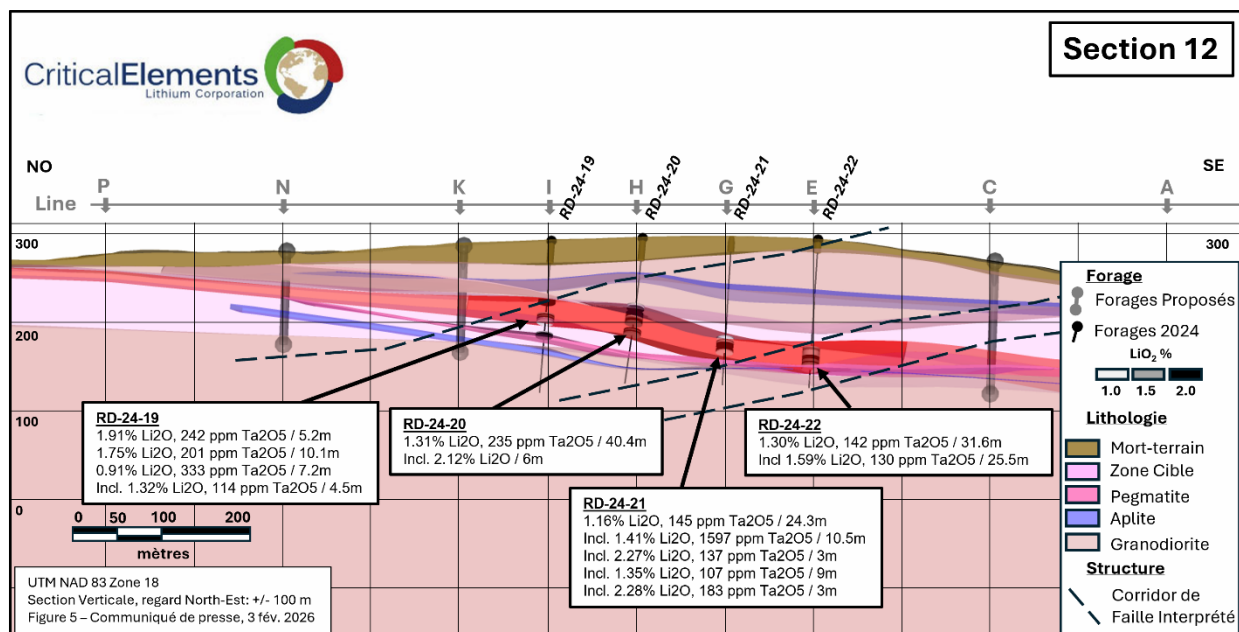 CriticalElements
Lithium Corporation
Section 12
NO
SE
Line
P
N
K
I
H
G
E
C
A
RD-24-19
RD-24-20
RD-24-21
RD-24-22
300
300
200
100
0
RD-24-19
1.91% Li2O, 242 ppm Ta2O5 / 5.2m
1.75% Li2O, 201 ppm Ta2O5 / 10.1m
0.91% Li2O, 333 ppm Ta2O5 / 7.2m
Incl. 1.32% Li2O, 114 ppm Ta2O5 / 4.5m
RD-24-20
1.31% Li2O, 235 ppm Ta2O5 / 40.4m
Incl. 2.12% Li2O / 6m
RD-24-22
1.30% Li2O, 142 ppm Ta2O5 / 31.6m
Incl 1.59% Li2O, 130 ppm Ta2O5 / 25.5m
RD-24-21
1.16% Li2O, 145 ppm Ta2O5 / 24.3m
Incl. 1.41% Li2O, 1597 ppm Ta2O5 / 10.5m
Incl. 2.27% Li2O, 137 ppm Ta2O5 / 3m
Incl. 1.35% Li2O, 107 ppm Ta2O5 / 9m
Incl. 2.28% Li2O, 183 ppm Ta2O5 / 3m
0 50 100 200
mètres
UTM NAD 83 Zone 18
Section Verticale, regard North-Est: +/- 100 m
Figure 5 – Communiqué de presse, 3 fév. 2026
Forage
Forages Proposés
Forages 2024
LiO₂ %
1.0 1.5 2.0
Lithologie
Mort-terrain
Zone Cible
Pegmatite
Aplite
Granodiorite
Structure
Corridor de
Faille Interprété